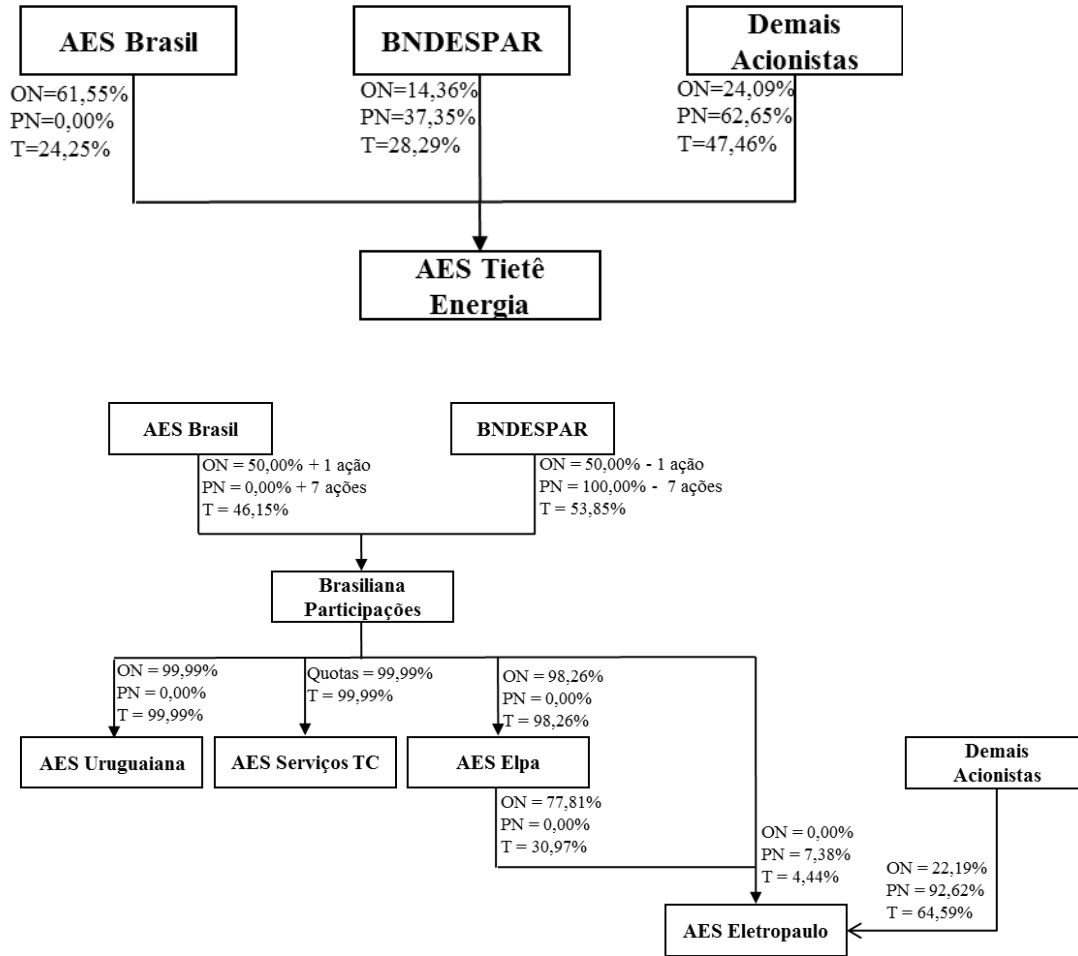 AES Brasil
BNDESPAR
Demais
Acionistas
ON=61,55%
PN=0,00%
T=24,25%
ON=14,36%
PN=37,35%
T=28,29%
ON=24,09%
PN=62,65%
T=47,46%
AES Tietê
Energia
AES Brasil
BNDESPAR
ON = 50,00% + 1 ação
PN = 0,00% + 7 ações
T = 46,15%
ON = 50,00% - 1 ação
PN = 100,00% - 7 ações
T = 53,85%
Brasiliana
Participações
ON = 99,99%
PN = 0,00%
T = 99,99%
Quotas = 99,99%
T = 99,99%
ON = 98,26%
PN = 0,00%
T = 98,26%
AES Uruguaiana
AES Serviços TC
AES Elpa
Demais
Acionistas
ON = 77,81%
PN = 0,00%
T = 30,97%
ON = 0,00%
PN = 7,38%
T = 4,44%
ON = 22,19%
PN = 92,62%
T = 64,59%
AES Eletropaulo